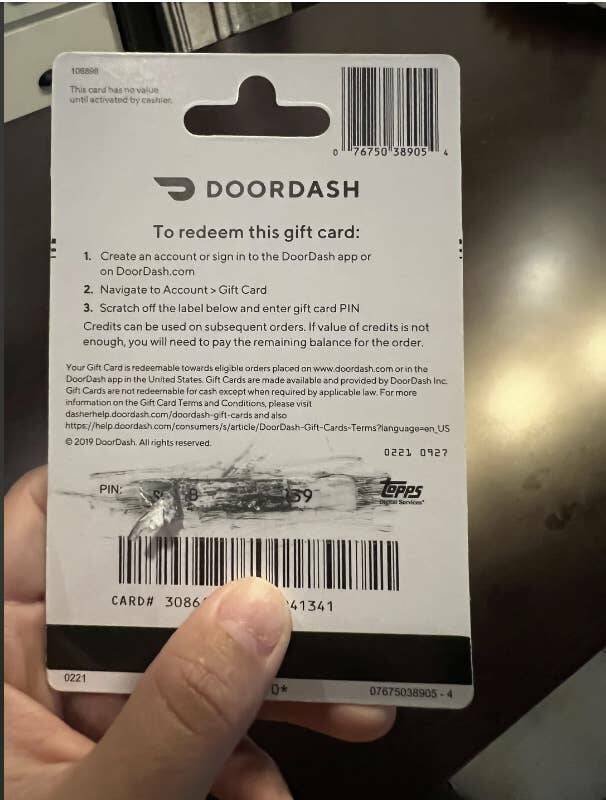 108898
This card has no value
until activated by cashier.
0 76750 38905 4
DOORDASH
To redeem this gift card:
1. Create an account or sign in to the DoorDash app or
on DoorDash.com
2. Navigate to Account > Gift Card
3. Scratch off the label below and enter gift card PIN
Credits can be used on subsequent orders. If value of credits is not
enough, you will need to pay the remaining balance for the order.
Your Gift Card is redeemable towards eligible orders placed on www.doordash.com or in the
DoorDash app in the United States. Gift Cards are made available and provided by DoorDash Inc.
Gift Cards are not redeemable for cash except when required by applicable law. For more
information on the Gift Card Terms and Conditions, please visit
dasherhelp.doordash.com/doordash-gift-cards and also
https://help.doordash.com/consumers/s/article/DoorDash-Gift-Cards-Terms?language=en_US
© 2019 DoorDash. All rights reserved.
0221 0927
PIN: 8 39
topps
Digital Services
CARD# 3086 41341
0221 0* 07675038905 - 4